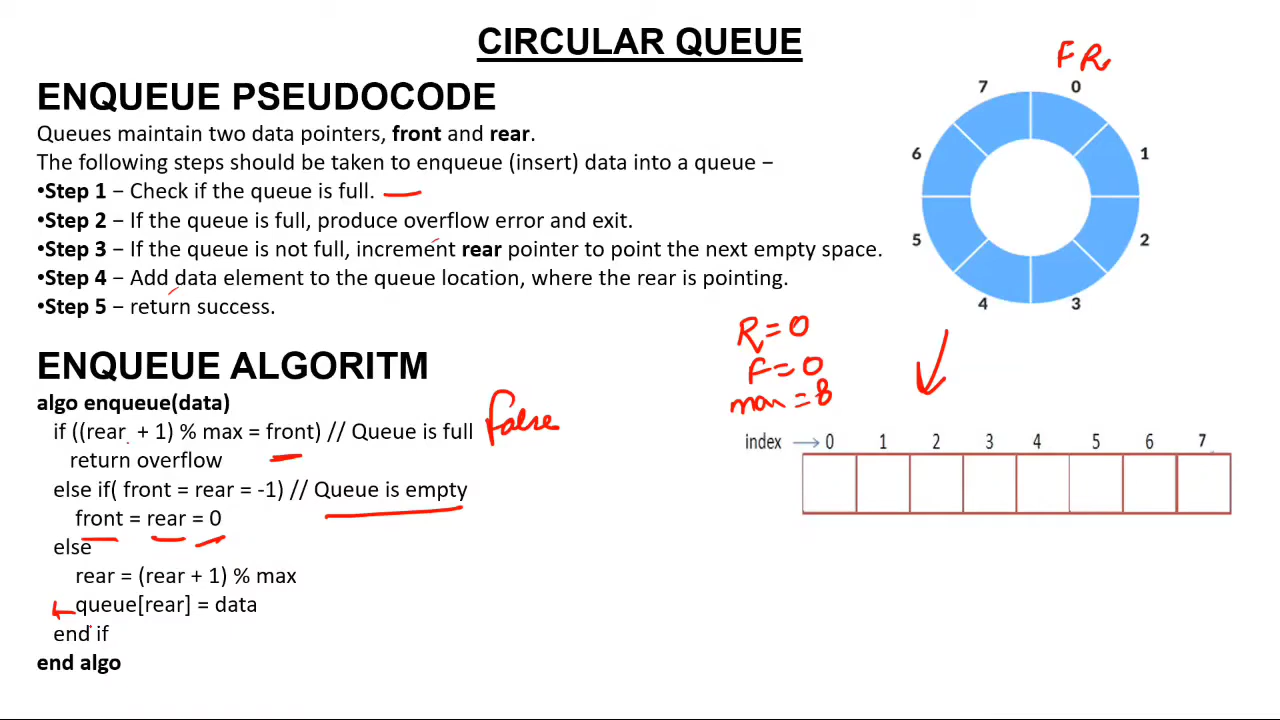 CIRCULAR QUEUE
ENQUEUE PSEUDOCODE
Queues maintain two data pointers, front and rear.
The following steps should be taken to enqueue (insert) data into a queue −
•Step 1 − Check if the queue is full.
•Step 2 − If the queue is full, produce overflow error and exit.
•Step 3 − If the queue is not full, increment rear pointer to point the next empty space.
•Step 4 − Add data element to the queue location, where the rear is pointing.
•Step 5 − return success.
ENQUEUE ALGORITM
algo enqueue(data)
if ((rear + 1) % max = front) // Queue is full
False
return overflow
else if( front = rear = -1) // Queue is empty
front = rear = 0
else
rear = (rear + 1) % max
queue[rear] = data
end if
end algo
F R
7 0
6 1
5 2
4 3
R = 0
F = 0
max = 8
index → 0 1 2 3 4 5 6 7